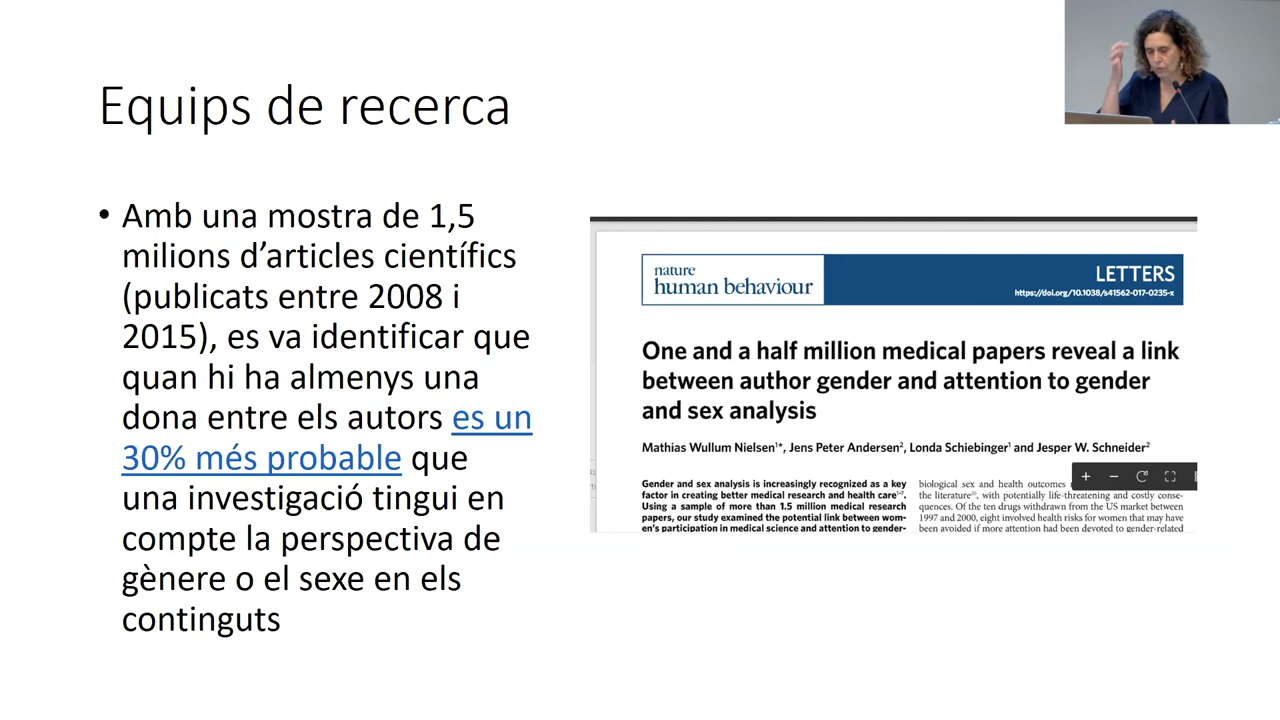 Equips de recerca
• Amb una mostra de 1,5
milions d’articles científics
(publicats entre 2008 i
2015), es va identificar que
quan hi ha almenys una
dona entre els autors es un
30% més probable que
una investigació tingui en
compte la perspectiva de
gènere o el sexe en els
continguts
nature
human behaviour
LETTERS
https://doi.org/10.1038/s41562-017-0235-x
One and a half million medical papers reveal a link
between author gender and attention to gender
and sex analysis
Mathias Wullum Nielsen¹*, Jens Peter Andersen², Londa Schiebinger¹ and Jesper W. Schneider²
Gender and sex analysis is increasingly recognized as a key
factor in creating better medical research and health care
Using a sample of more than 1.5 million medical research
papers, our study examined the potential link between wom-
en’s participation in medical science and attention to gender-
biological sex and health outcomes
the literature, with potentially life-threatening and costly conse-
quences. Of the ten drugs withdrawn from the US market between
1997 and 2000, eight involved health risks for women that may have
been avoided if more attention had been devoted to gender-related